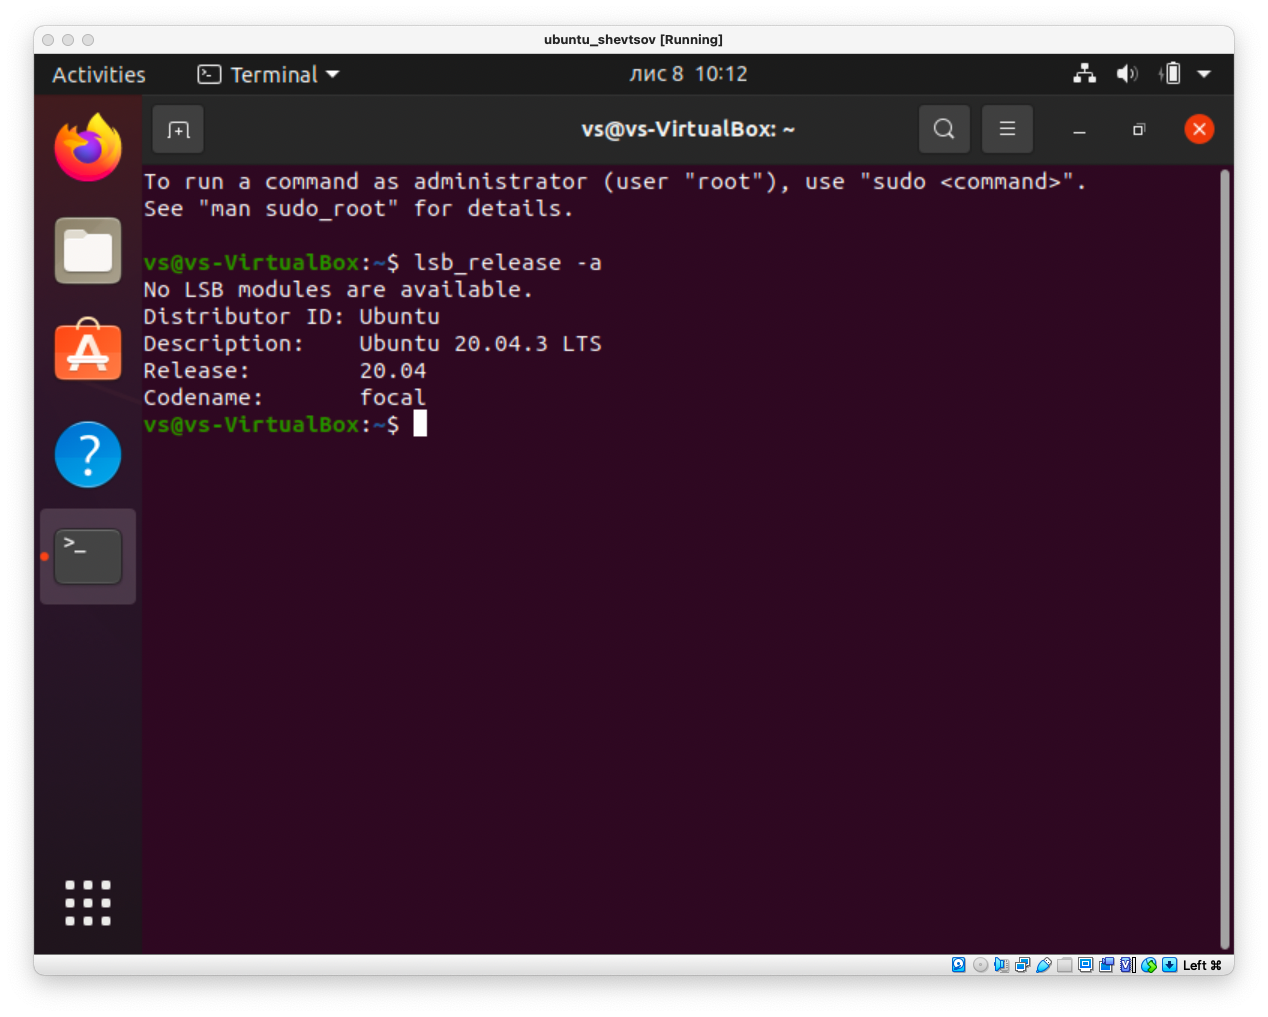 ubuntu_shevtsov [Running]
Activities Terminal лис 8 10:12
vs@vs-VirtualBox: ~
To run a command as administrator (user "root"), use "sudo <command>".
See "man sudo_root" for details.
vs@vs-VirtualBox:~$ lsb_release -a
No LSB modules are available.
Distributor ID: Ubuntu
Description:    Ubuntu 20.04.3 LTS
Release:        20.04
Codename:       focal
vs@vs-VirtualBox:~$
Left ⌘